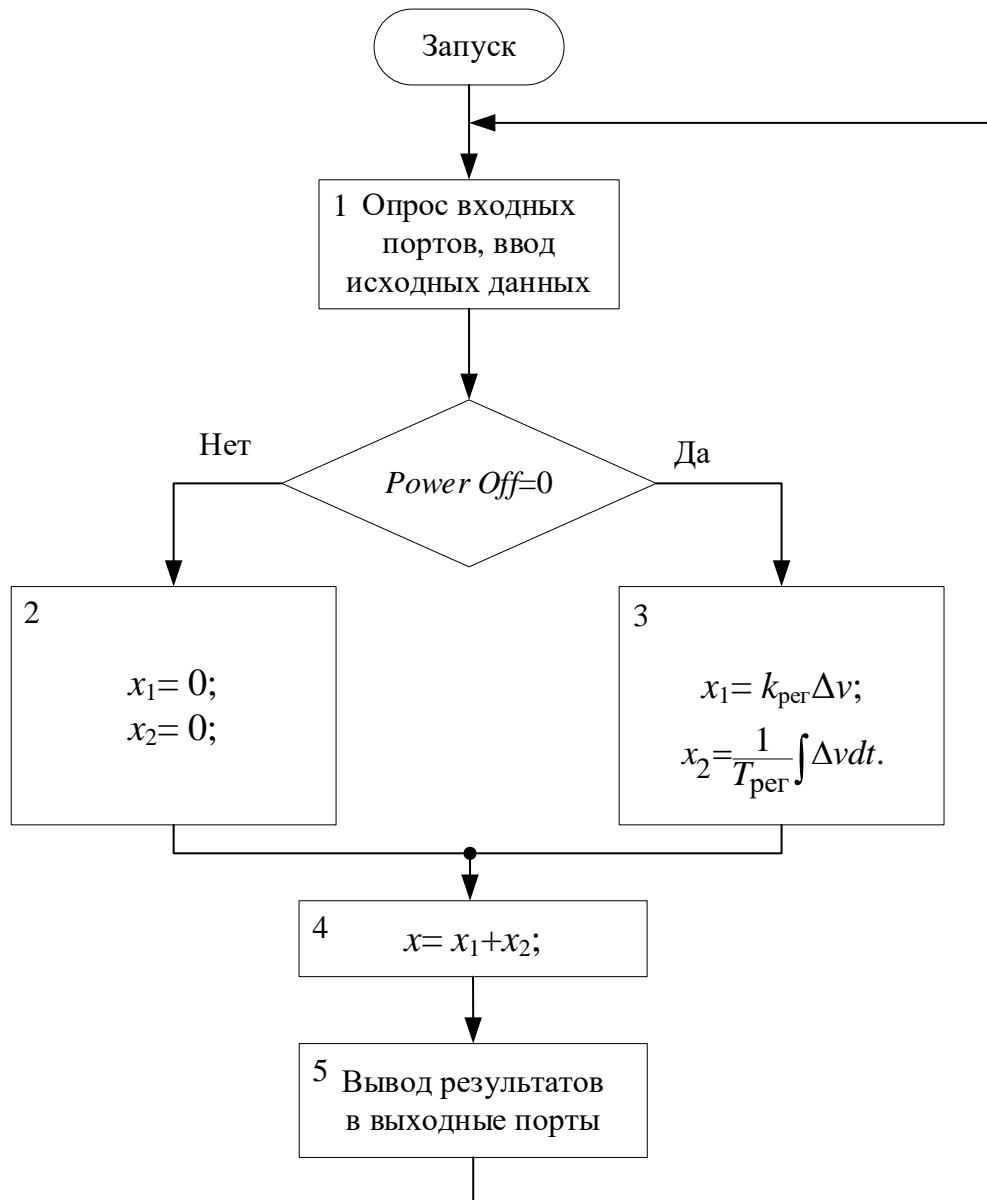 Запуск
1 Опрос входных
портов, ввод
исходных данных
Нет
Да
Power Off=0
2
x₁= 0;
x₂= 0;
3
x₁= kрегΔv;
x₂=1/Tрег∫Δvdt.
4
x= x₁+x₂;
5 Вывод результатов
в выходные порты